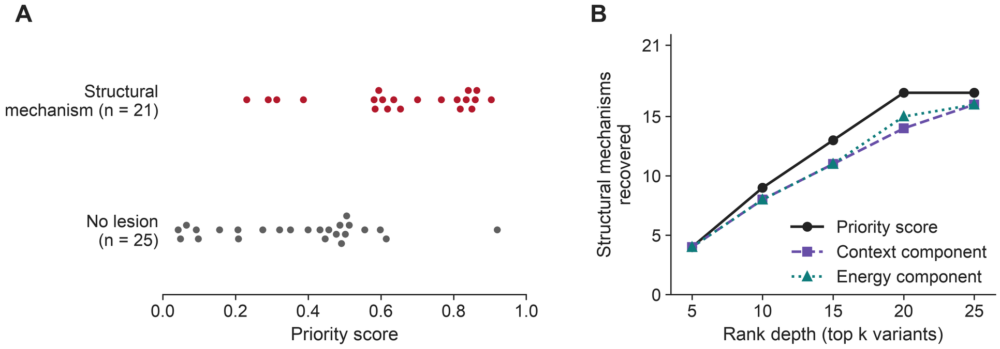 A
Structural
mechanism (n = 21)
No lesion
(n = 25)
0.0 0.2 0.4 0.6 0.8 1.0
Priority score
B
Structural mechanisms
recovered
21
15
10
5
0
Priority score
Context component
Energy component
5 10 15 20 25
Rank depth (top k variants)